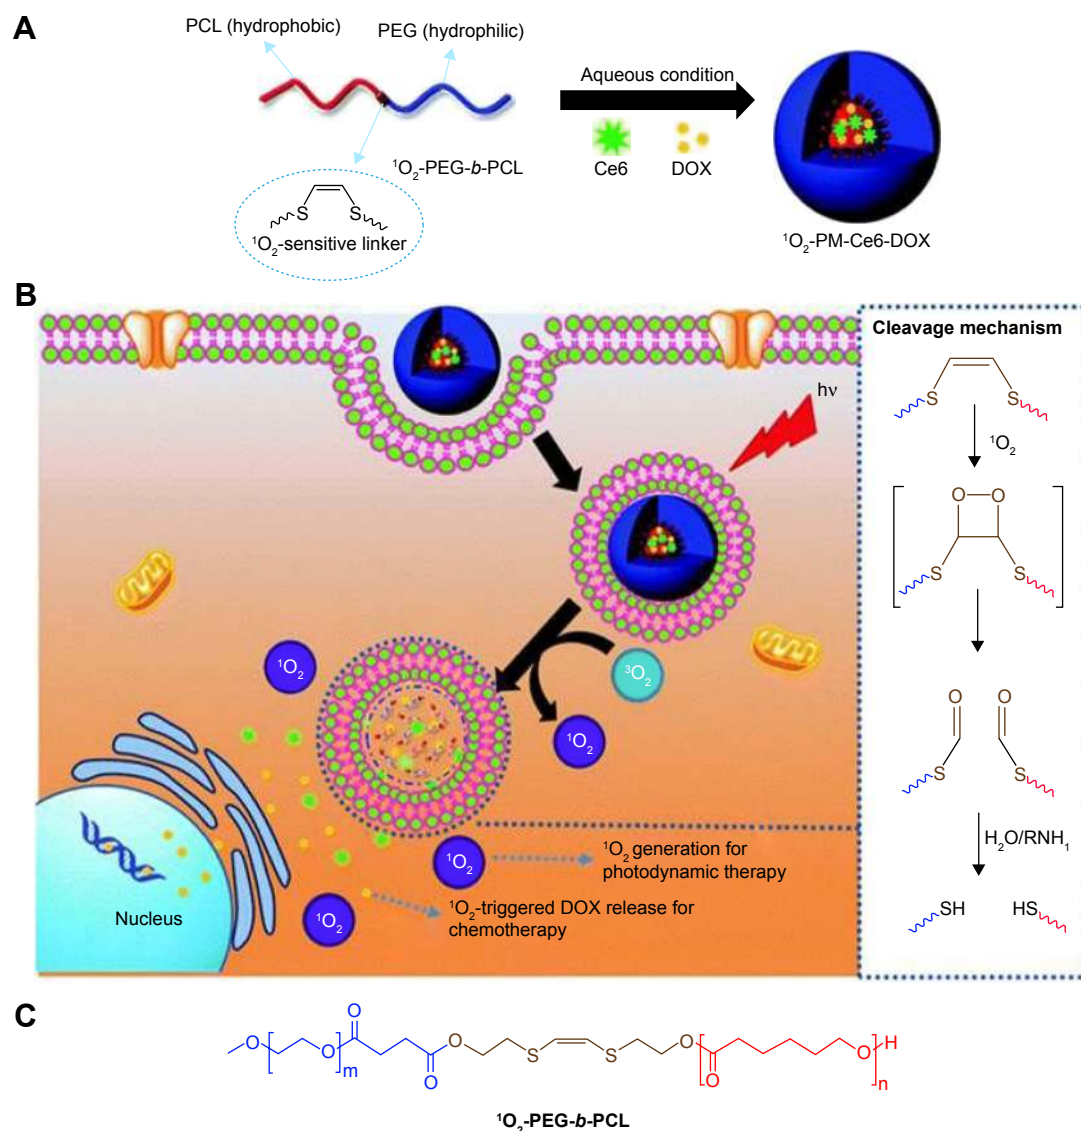 A
PCL (hydrophobic)
PEG (hydrophilic)
Aqueous condition
Ce6
DOX
¹O₂-PEG-b-PCL
S
S
¹O₂-sensitive linker
¹O₂-PM-Ce6-DOX
B
Cleavage mechanism
hν
S
S
¹O₂
O
O
S
S
¹O₂
³O₂
¹O₂
O
O
S
S
H₂O/RNH₁
¹O₂
¹O₂ generation for
photodynamic therapy
Nucleus
¹O₂
¹O₂-triggered DOX release for
chemotherapy
SH
HS
C
O
O
m
O
O
O
S
S
O
O
O
H
n
¹O₂-PEG-b-PCL